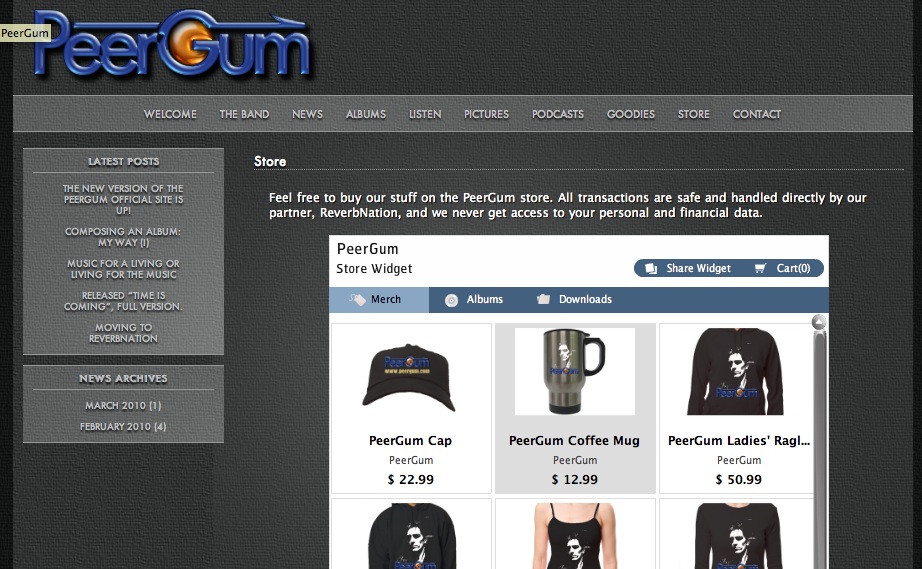 PeerGum
PeerGum
WELCOME THE BAND NEWS ALBUMS LISTEN PICTURES PODCASTS GOODIES STORE CONTACT
LATEST POSTS
THE NEW VERSION OF THE
PEERGUM OFFICIAL SITE IS
UP!
COMPOSING AN ALBUM:
MY WAY (I)
MUSIC FOR A LIVING OR
LIVING FOR THE MUSIC
RELEASED "TIME IS
COMING", FULL VERSION.
MOVING TO
REVERBNATION
NEWS ARCHIVES
MARCH 2010 (1)
FEBRUARY 2010 (4)
Store
Feel free to buy our stuff on the PeerGum store. All transactions are safe and handled directly by our
partner, ReverbNation, and we never get access to your personal and financial data.
PeerGum
Store Widget
Share Widget Cart(0)
Merch Albums Downloads
PeerGum
www.peergum.com
PeerGum
PeerGum
PeerGum Cap
PeerGum
$ 22.99
PeerGum Coffee Mug
PeerGum
$ 12.99
PeerGum Ladies' Ragl...
PeerGum
$ 50.99
PeerGum
PeerGum
PeerGum